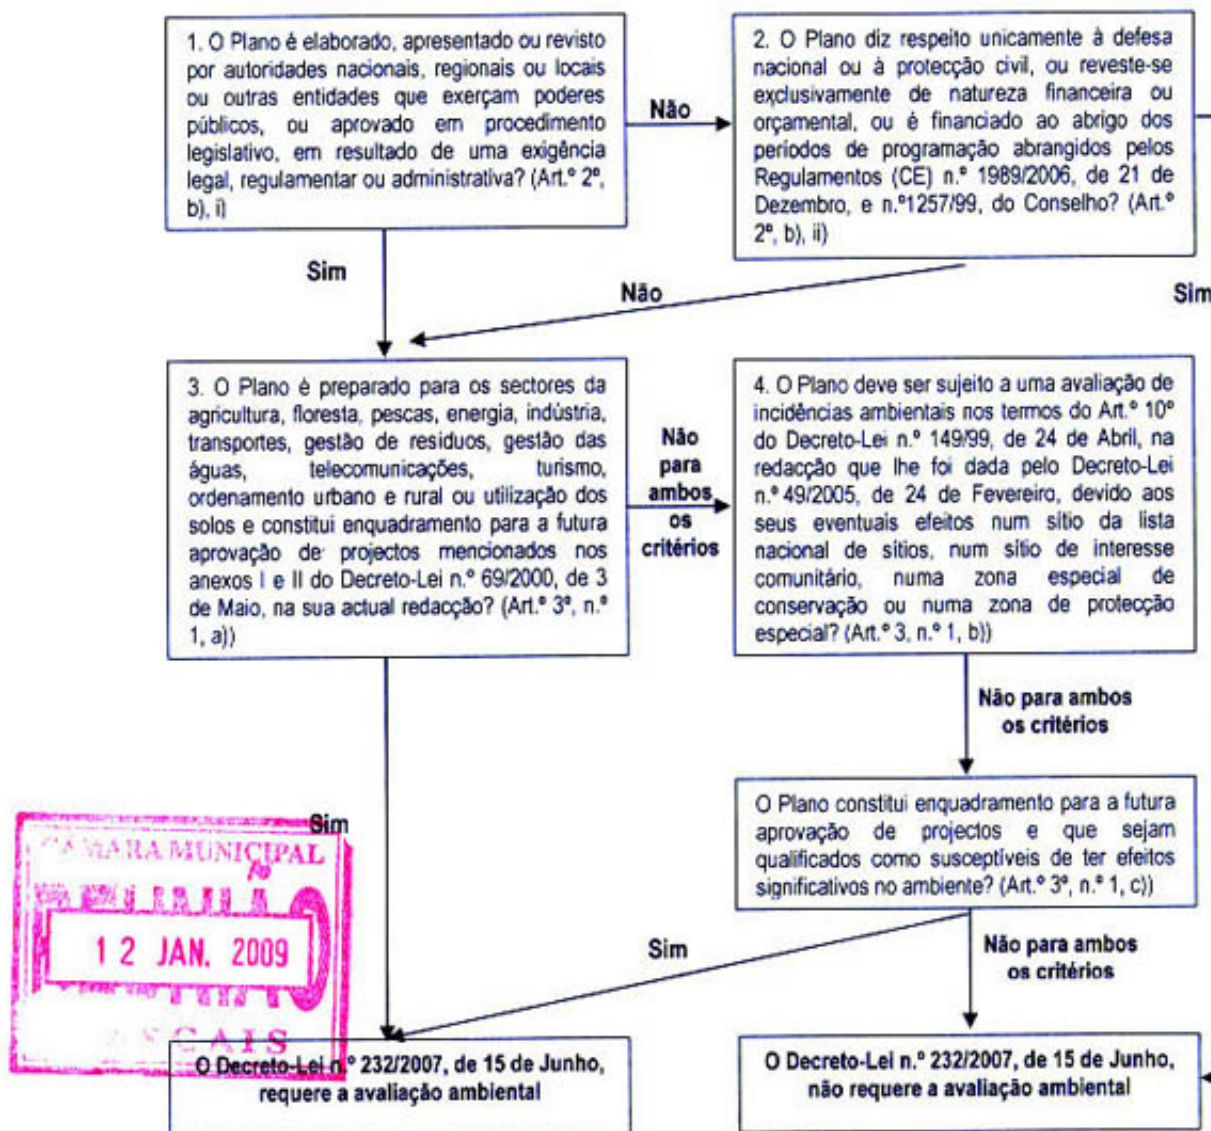 1. O Plano é elaborado, apresentado ou revisto
por autoridades nacionais, regionais ou locais
ou outras entidades que exerçam poderes
públicos, ou aprovado em procedimento
legislativo, em resultado de uma exigência
legal, regulamentar ou administrativa? (Art.º 2º,
b), i)
Não
2. O Plano diz respeito unicamente à defesa
nacional ou à protecção civil, ou reveste-se
exclusivamente de natureza financeira ou
orçamental, ou é financiado ao abrigo dos
períodos de programação abrangidos pelos
Regulamentos (CE) n.º 1989/2006, de 21 de
Dezembro, e n.º1257/99, do Conselho? (Art.º
2º, b), ii)
Sim
Não
Sim
3. O Plano é preparado para os sectores da
agricultura, floresta, pescas, energia, indústria,
transportes, gestão de resíduos, gestão das
águas, telecomunicações, turismo,
ordenamento urbano e rural ou utilização dos
solos e constitui enquadramento para a futura
aprovação de projectos mencionados nos
anexos I e II do Decreto-Lei n.º 69/2000, de 3
de Maio, na sua actual redacção? (Art.º 3º, n.º
1, a))
Não
para
ambos
os
critérios
4. O Plano deve ser sujeito a uma avaliação de
incidências ambientais nos termos do Art.º 10º
do Decreto-Lei n.º 149/99, de 24 de Abril, na
redacção que lhe foi dada pelo Decreto-Lei
n.º 49/2005, de 24 de Fevereiro, devido aos
seus eventuais efeitos num sítio da lista
nacional de sítios, num sítio de interesse
comunitário, numa zona especial de
conservação ou numa zona de protecção
especial? (Art.º 3, n.º 1, b))
Não para ambos
os critérios
O Plano constitui enquadramento para a futura
aprovação de projectos e que sejam
qualificados como susceptíveis de ter efeitos
significativos no ambiente? (Art.º 3º, n.º 1, c))
Sim
CÂMARA MUNICIPAL
12 JAN. 2009
CASCAIS
Sim
Não para ambos
os critérios
O Decreto-Lei n.º 232/2007, de 15 de Junho,
requere a avaliação ambiental
O Decreto-Lei n.º 232/2007, de 15 de Junho,
não requere a avaliação ambiental